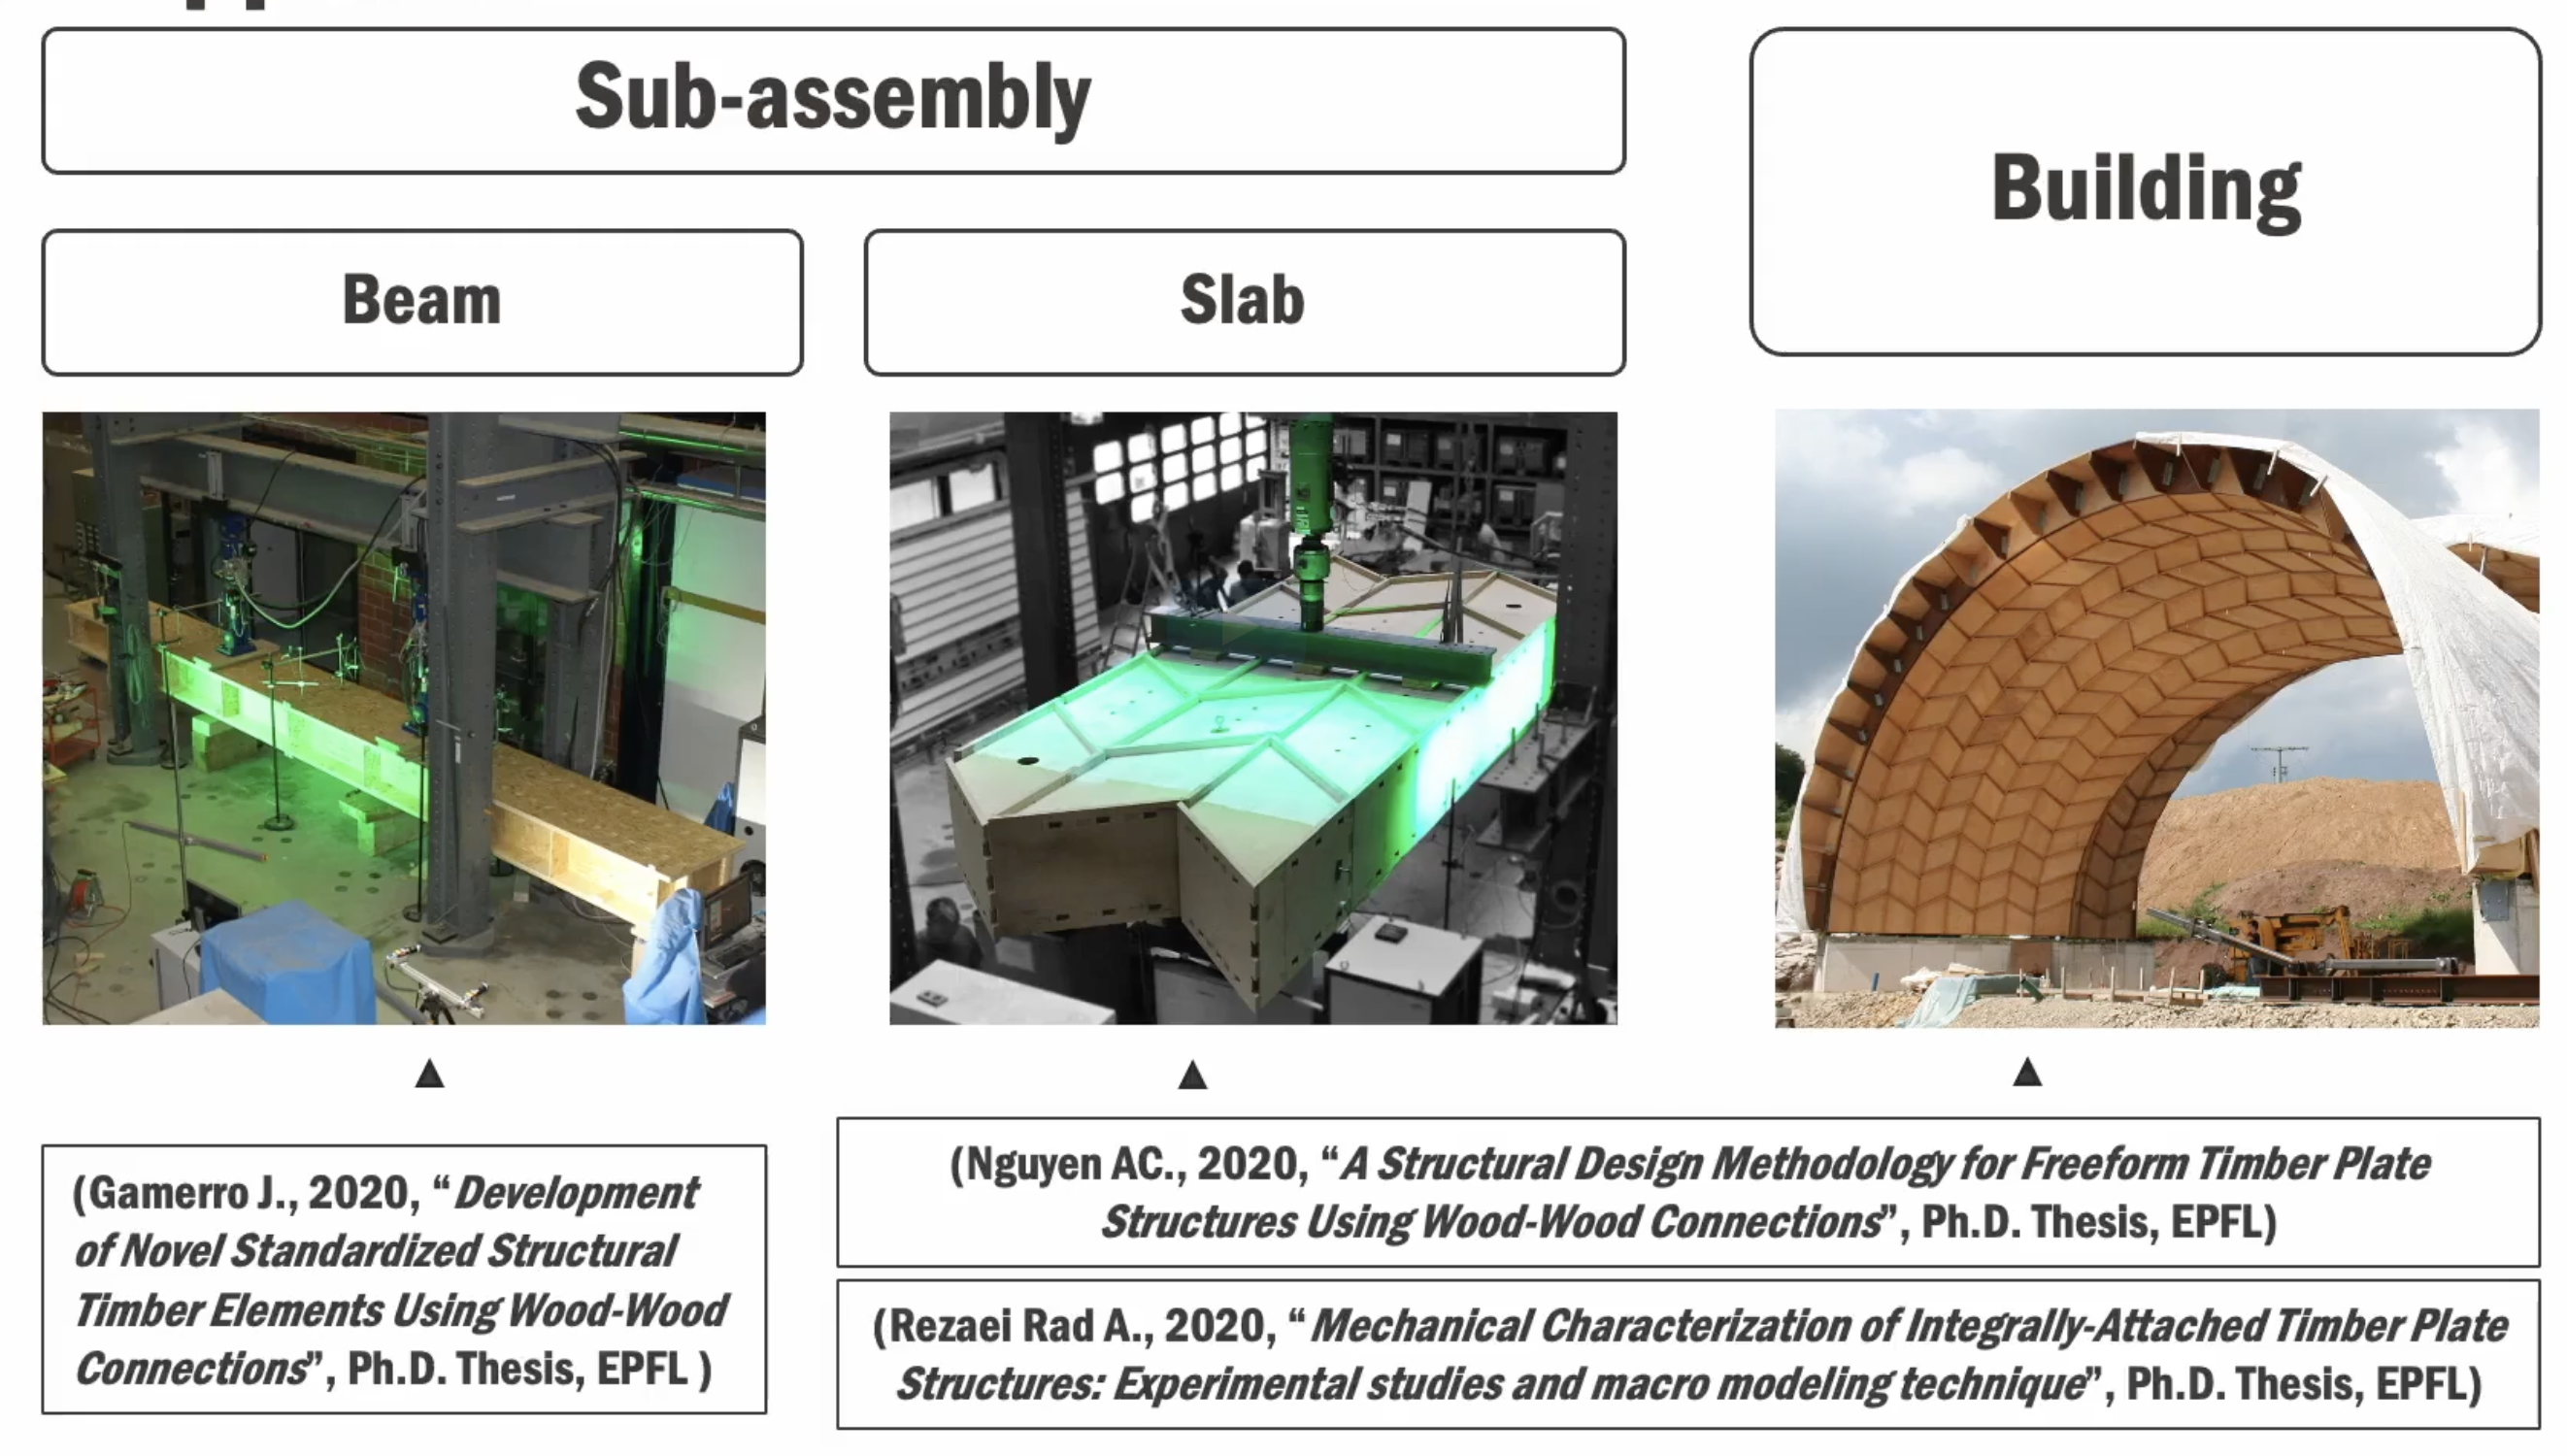 Sub-assembly
Building
Beam
Slab
(Gamerro J., 2020, “Development
of Novel Standardized Structural
Timber Elements Using Wood-Wood
Connections”, Ph.D. Thesis, EPFL )
(Nguyen AC., 2020, “A Structural Design Methodology for Freeform Timber Plate
Structures Using Wood-Wood Connections”, Ph.D. Thesis, EPFL)
(Rezaei Rad A., 2020, “Mechanical Characterization of Integrally-Attached Timber Plate
Structures: Experimental studies and macro modeling technique”, Ph.D. Thesis, EPFL)